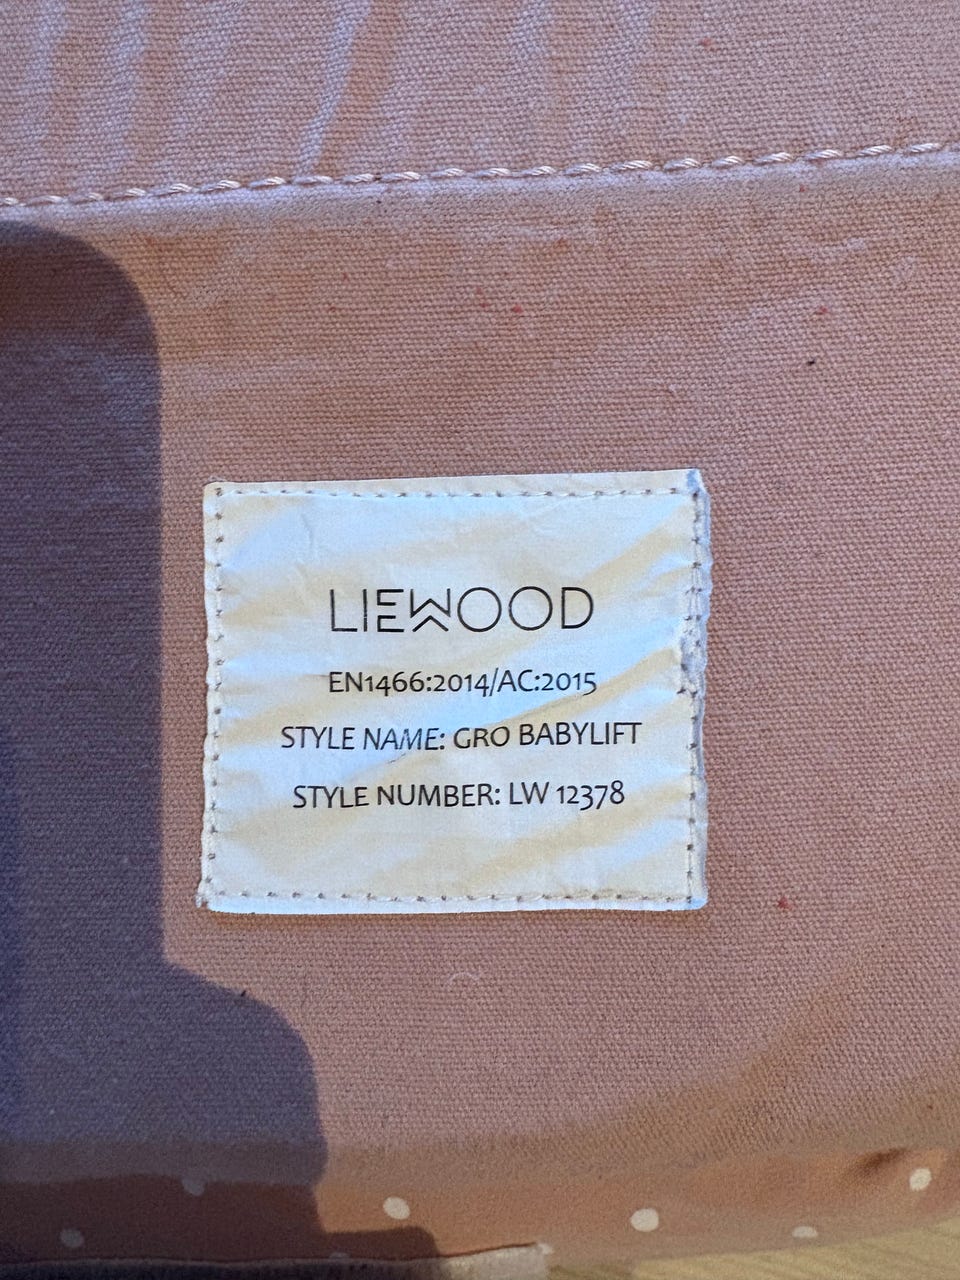 LIEWOOD
EN1466:2014/AC:2015
STYLE NAME: GRO BABYLIFT
STYLE NUMBER: LW 12378